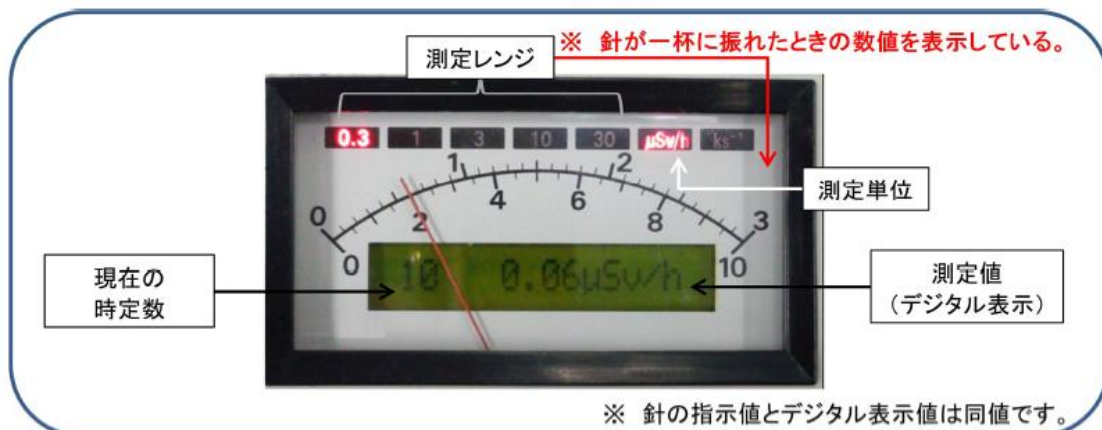 ※ 針が一杯に振れたときの数値を表示している。
測定レンジ
0.3 1 3 10 30 μSv/h ks⁻¹
0 1 2 3
0 2 4 6 8 10
測定単位
10 0.06μSv/h
現在の
時定数
測定値
(デジタル表示)
※ 針の指示値とデジタル表示値は同値です。